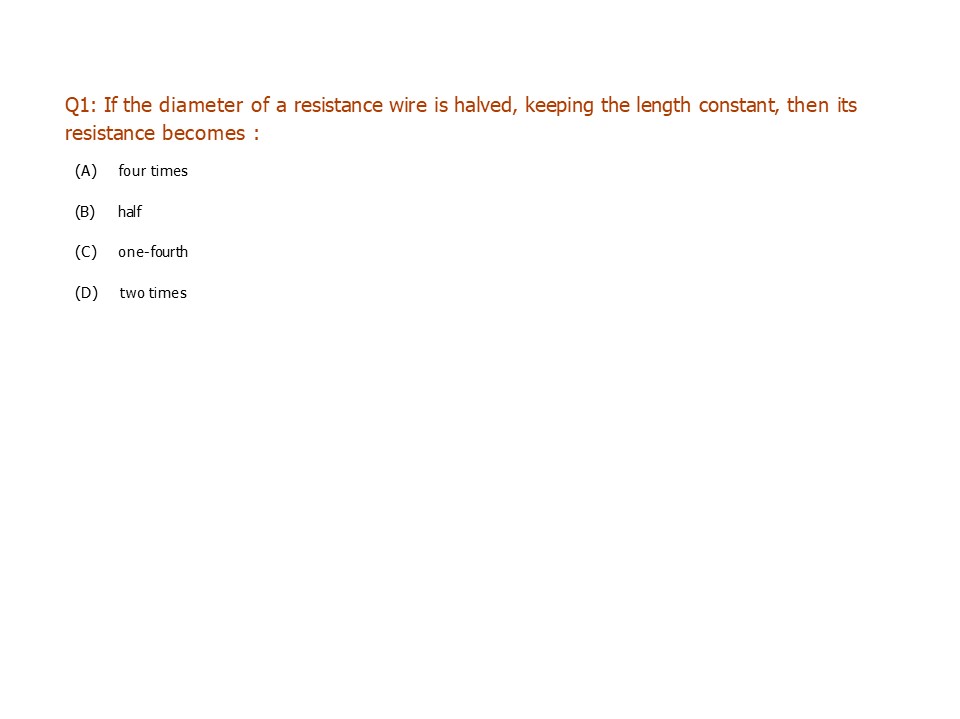 Q1: If the diameter of a resistance wire is halved, keeping the length constant, then its
resistance becomes :
(A) four times
(B) half
(C) one-fourth
(D) two times